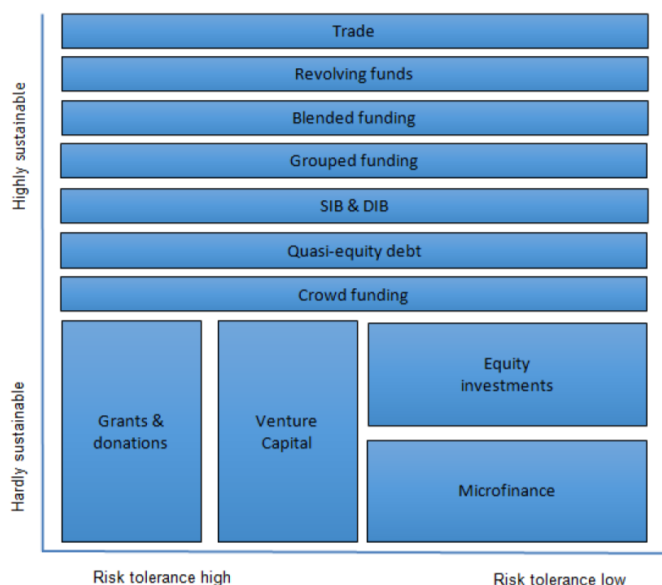 Trade
Revolving funds
Blended funding
Grouped funding
SIB & DIB
Quasi-equity debt
Crowd funding
Grants &
donations
Venture
Capital
Equity
investments
Microfinance
Highly sustainable
Hardly sustainable
Risk tolerance high
Risk tolerance low